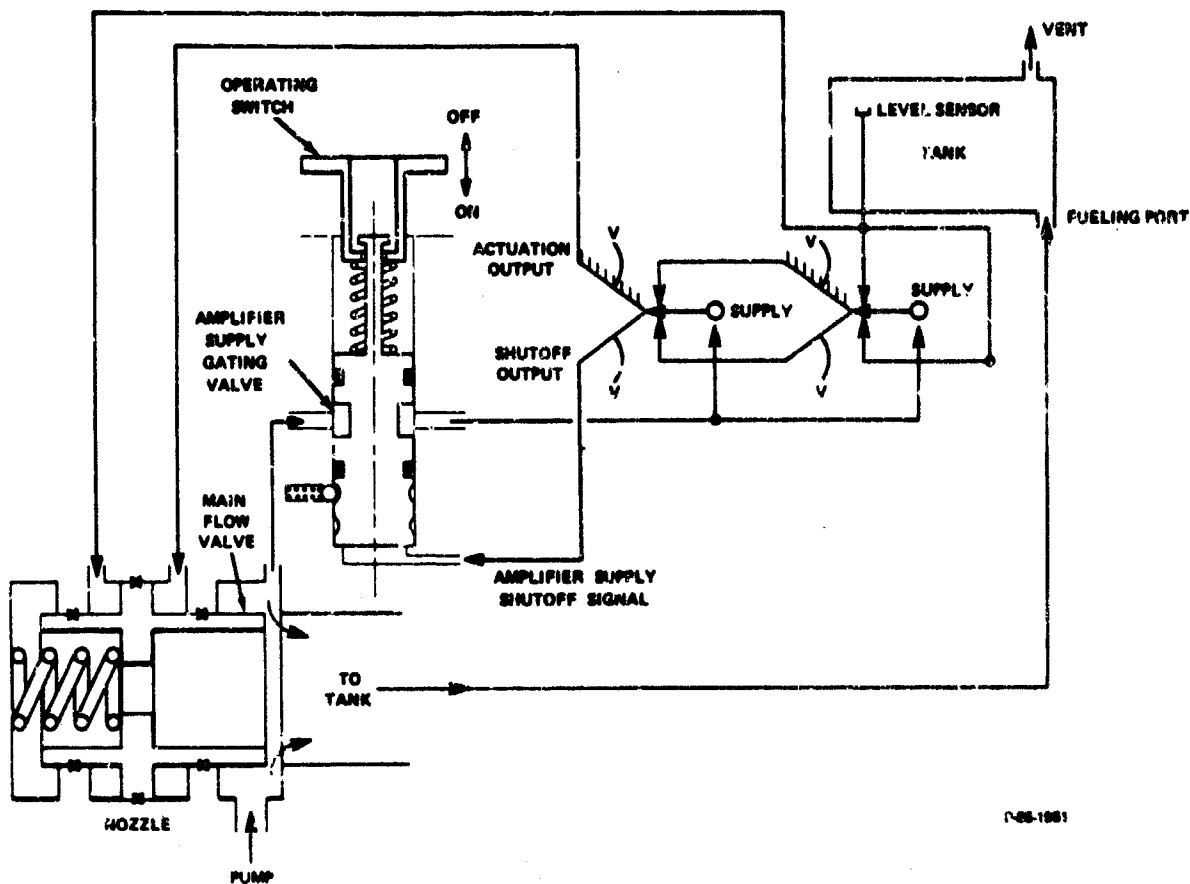 VENT
OPERATING
SWITCH
OFF
ON
LEVEL SENSOR
TANK
FUELING PORT
ACTUATION
OUTPUT
V
V
SUPPLY
SUPPLY
AMPLIFIER
SUPPLY
GATING
VALVE
SHUTOFF
OUTPUT
V
V
MAIN
FLOW
VALVE
AMPLIFIER SUPPLY
SHUTOFF SIGNAL
TO
TANK
NOZZLE
PUMP